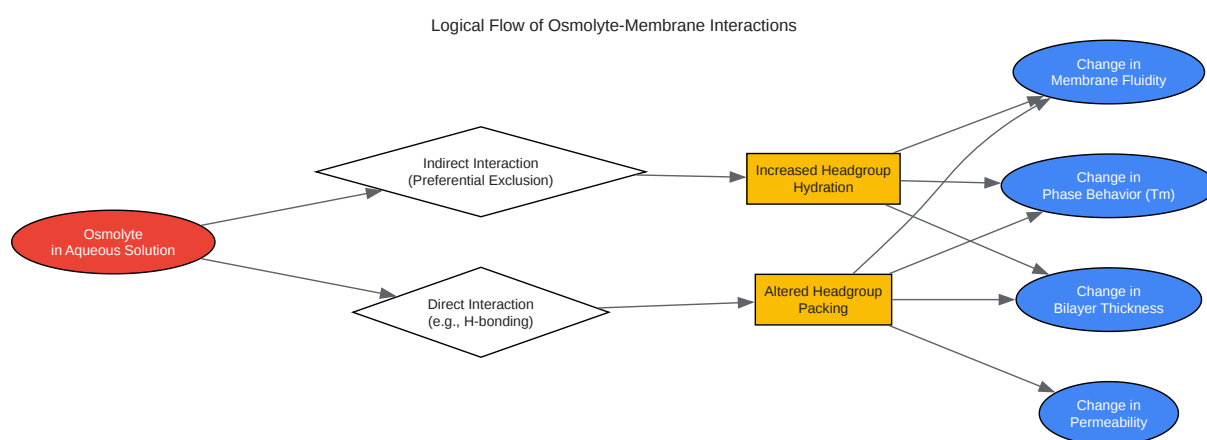 Logical Flow of Osmolyte-Membrane Interactions
Osmolyte
in Aqueous Solution
Indirect Interaction
(Preferential Exclusion)
Direct Interaction
(e.g., H-bonding)
Increased Headgroup
Hydration
Altered Headgroup
Packing
Change in
Membrane Fluidity
Change in
Phase Behavior (Tm)
Change in
Bilayer Thickness
Change in
Permeability